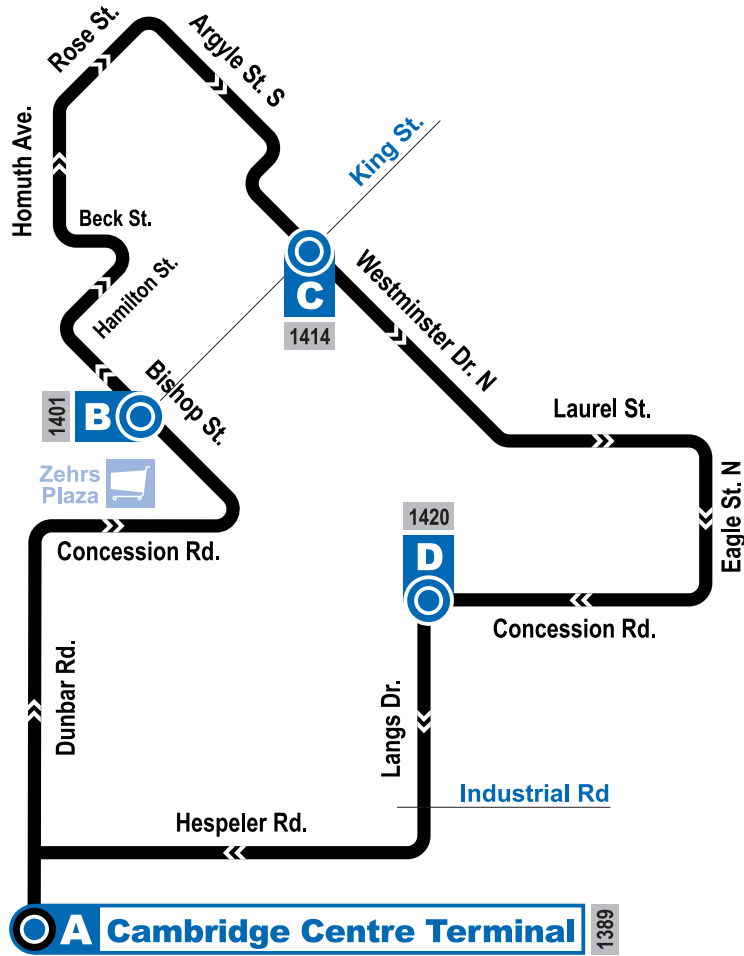 Rose St.
Argyle St. S
King St.
Homuth Ave.
Beck St.
Hamilton St.
C
1414
Westminster Dr. N
Bishop St.
1401
B
Laurel St.
Zehrs
Plaza
1420
D
Eagle St. N
Concession Rd.
Concession Rd.
Dunbar Rd.
Langs Dr.
Industrial Rd
Hespeler Rd.
A Cambridge Centre Terminal
1389